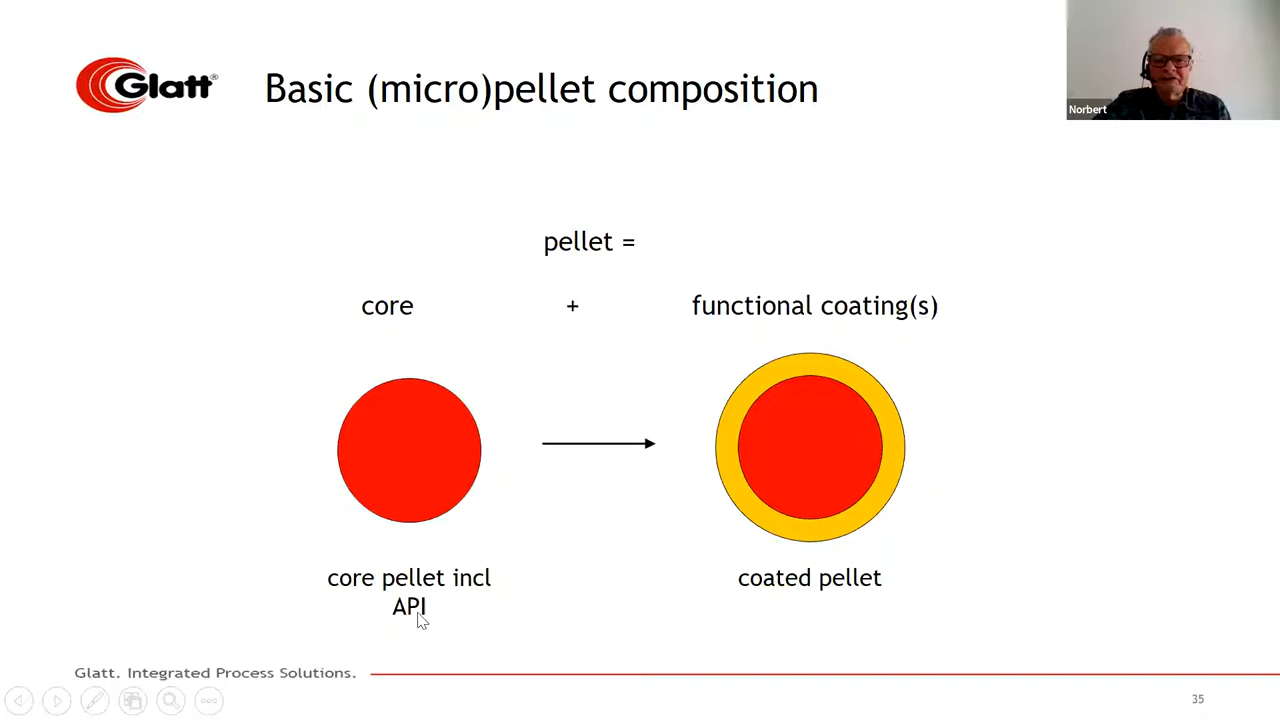 Glatt®
Basic (micro)pellet composition
Norbert
pellet =
core + functional coating(s)
core pellet incl
API
coated pellet
Glatt. Integrated Process Solutions.
35